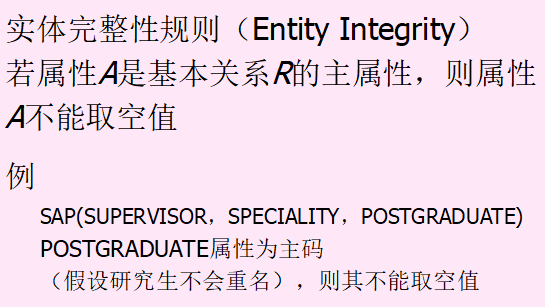 实体完整性规则（Entity Integrity）
若属性A是基本关系R的主属性，则属性
A不能取空值
例
SAP(SUPERVISOR，SPECIALITY，POSTGRADUATE)
POSTGRADUATE属性为主码
（假设研究生不会重名），则其不能取空值